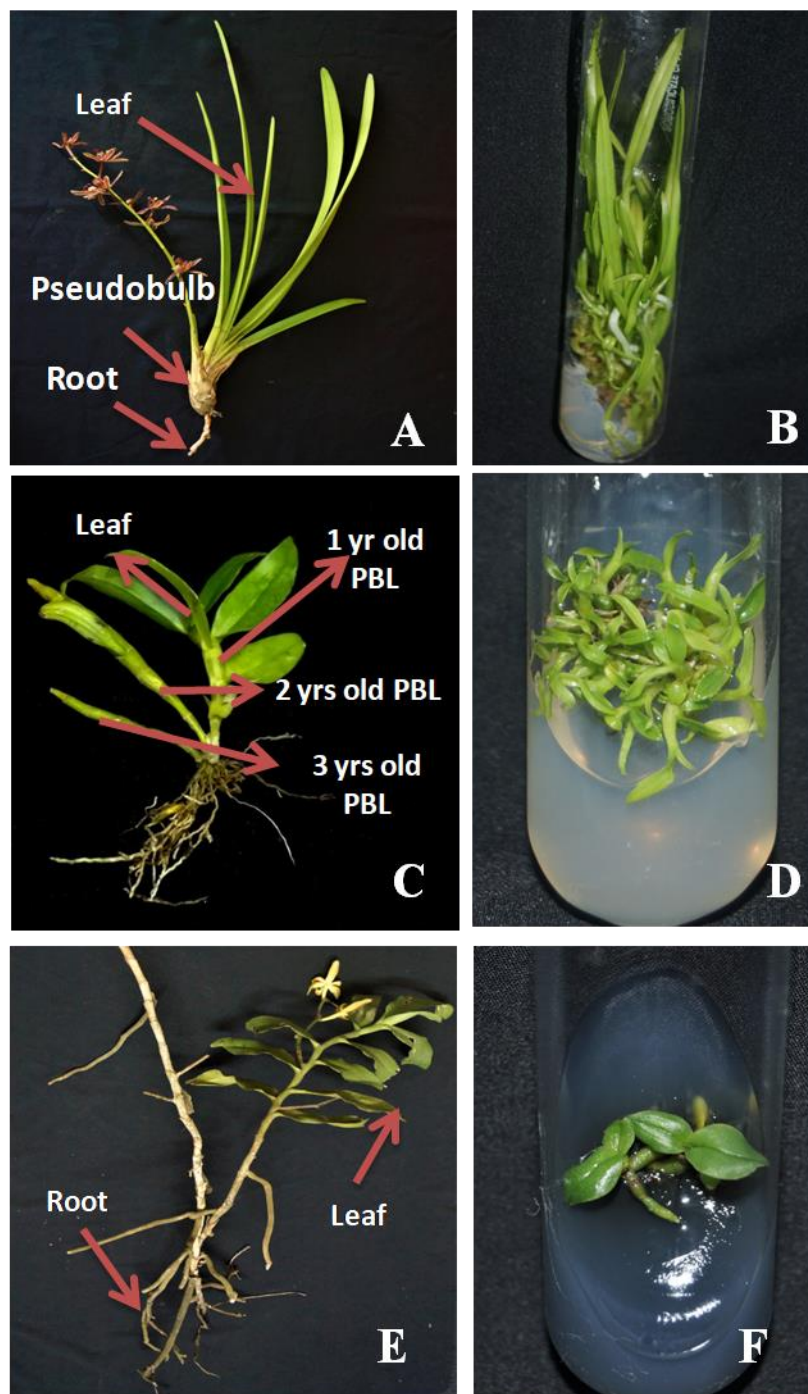 Leaf
Pseudobulb
Root
A
B
Leaf
1 yr old
PBL
2 yrs old PBL
3 yrs old
PBL
C
D
Root
Leaf
E
F